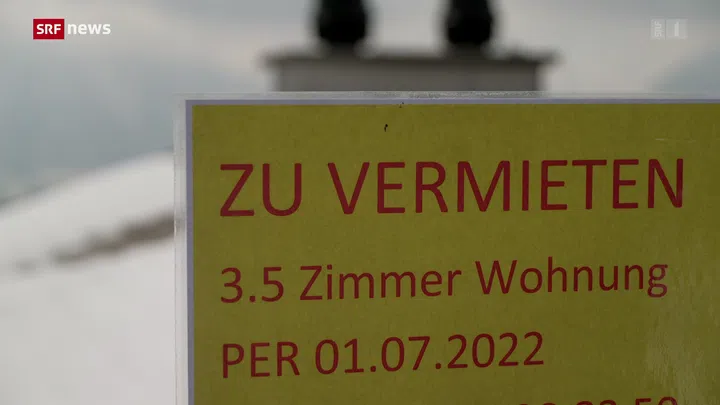 SRF news
ZU VERMIETEN
3.5 Zimmer Wohnung
PER 01.07.2022